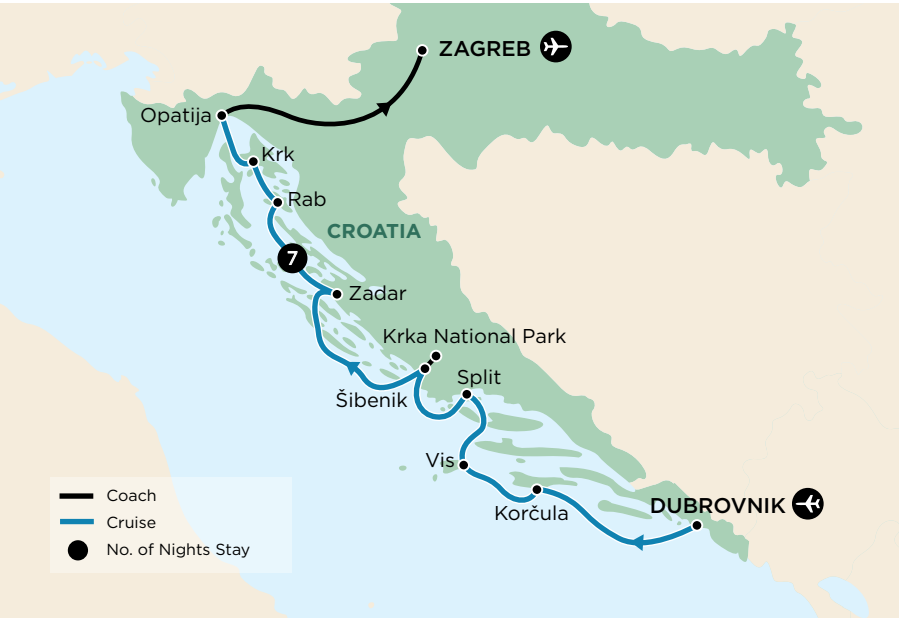 ZAGREB
Opatija
Krk
Rab
CROATIA
7
Zadar
Krka National Park
Split
Šibenik
Vis
Korčula
DUBROVNIK
Coach
Cruise
No. of Nights Stay